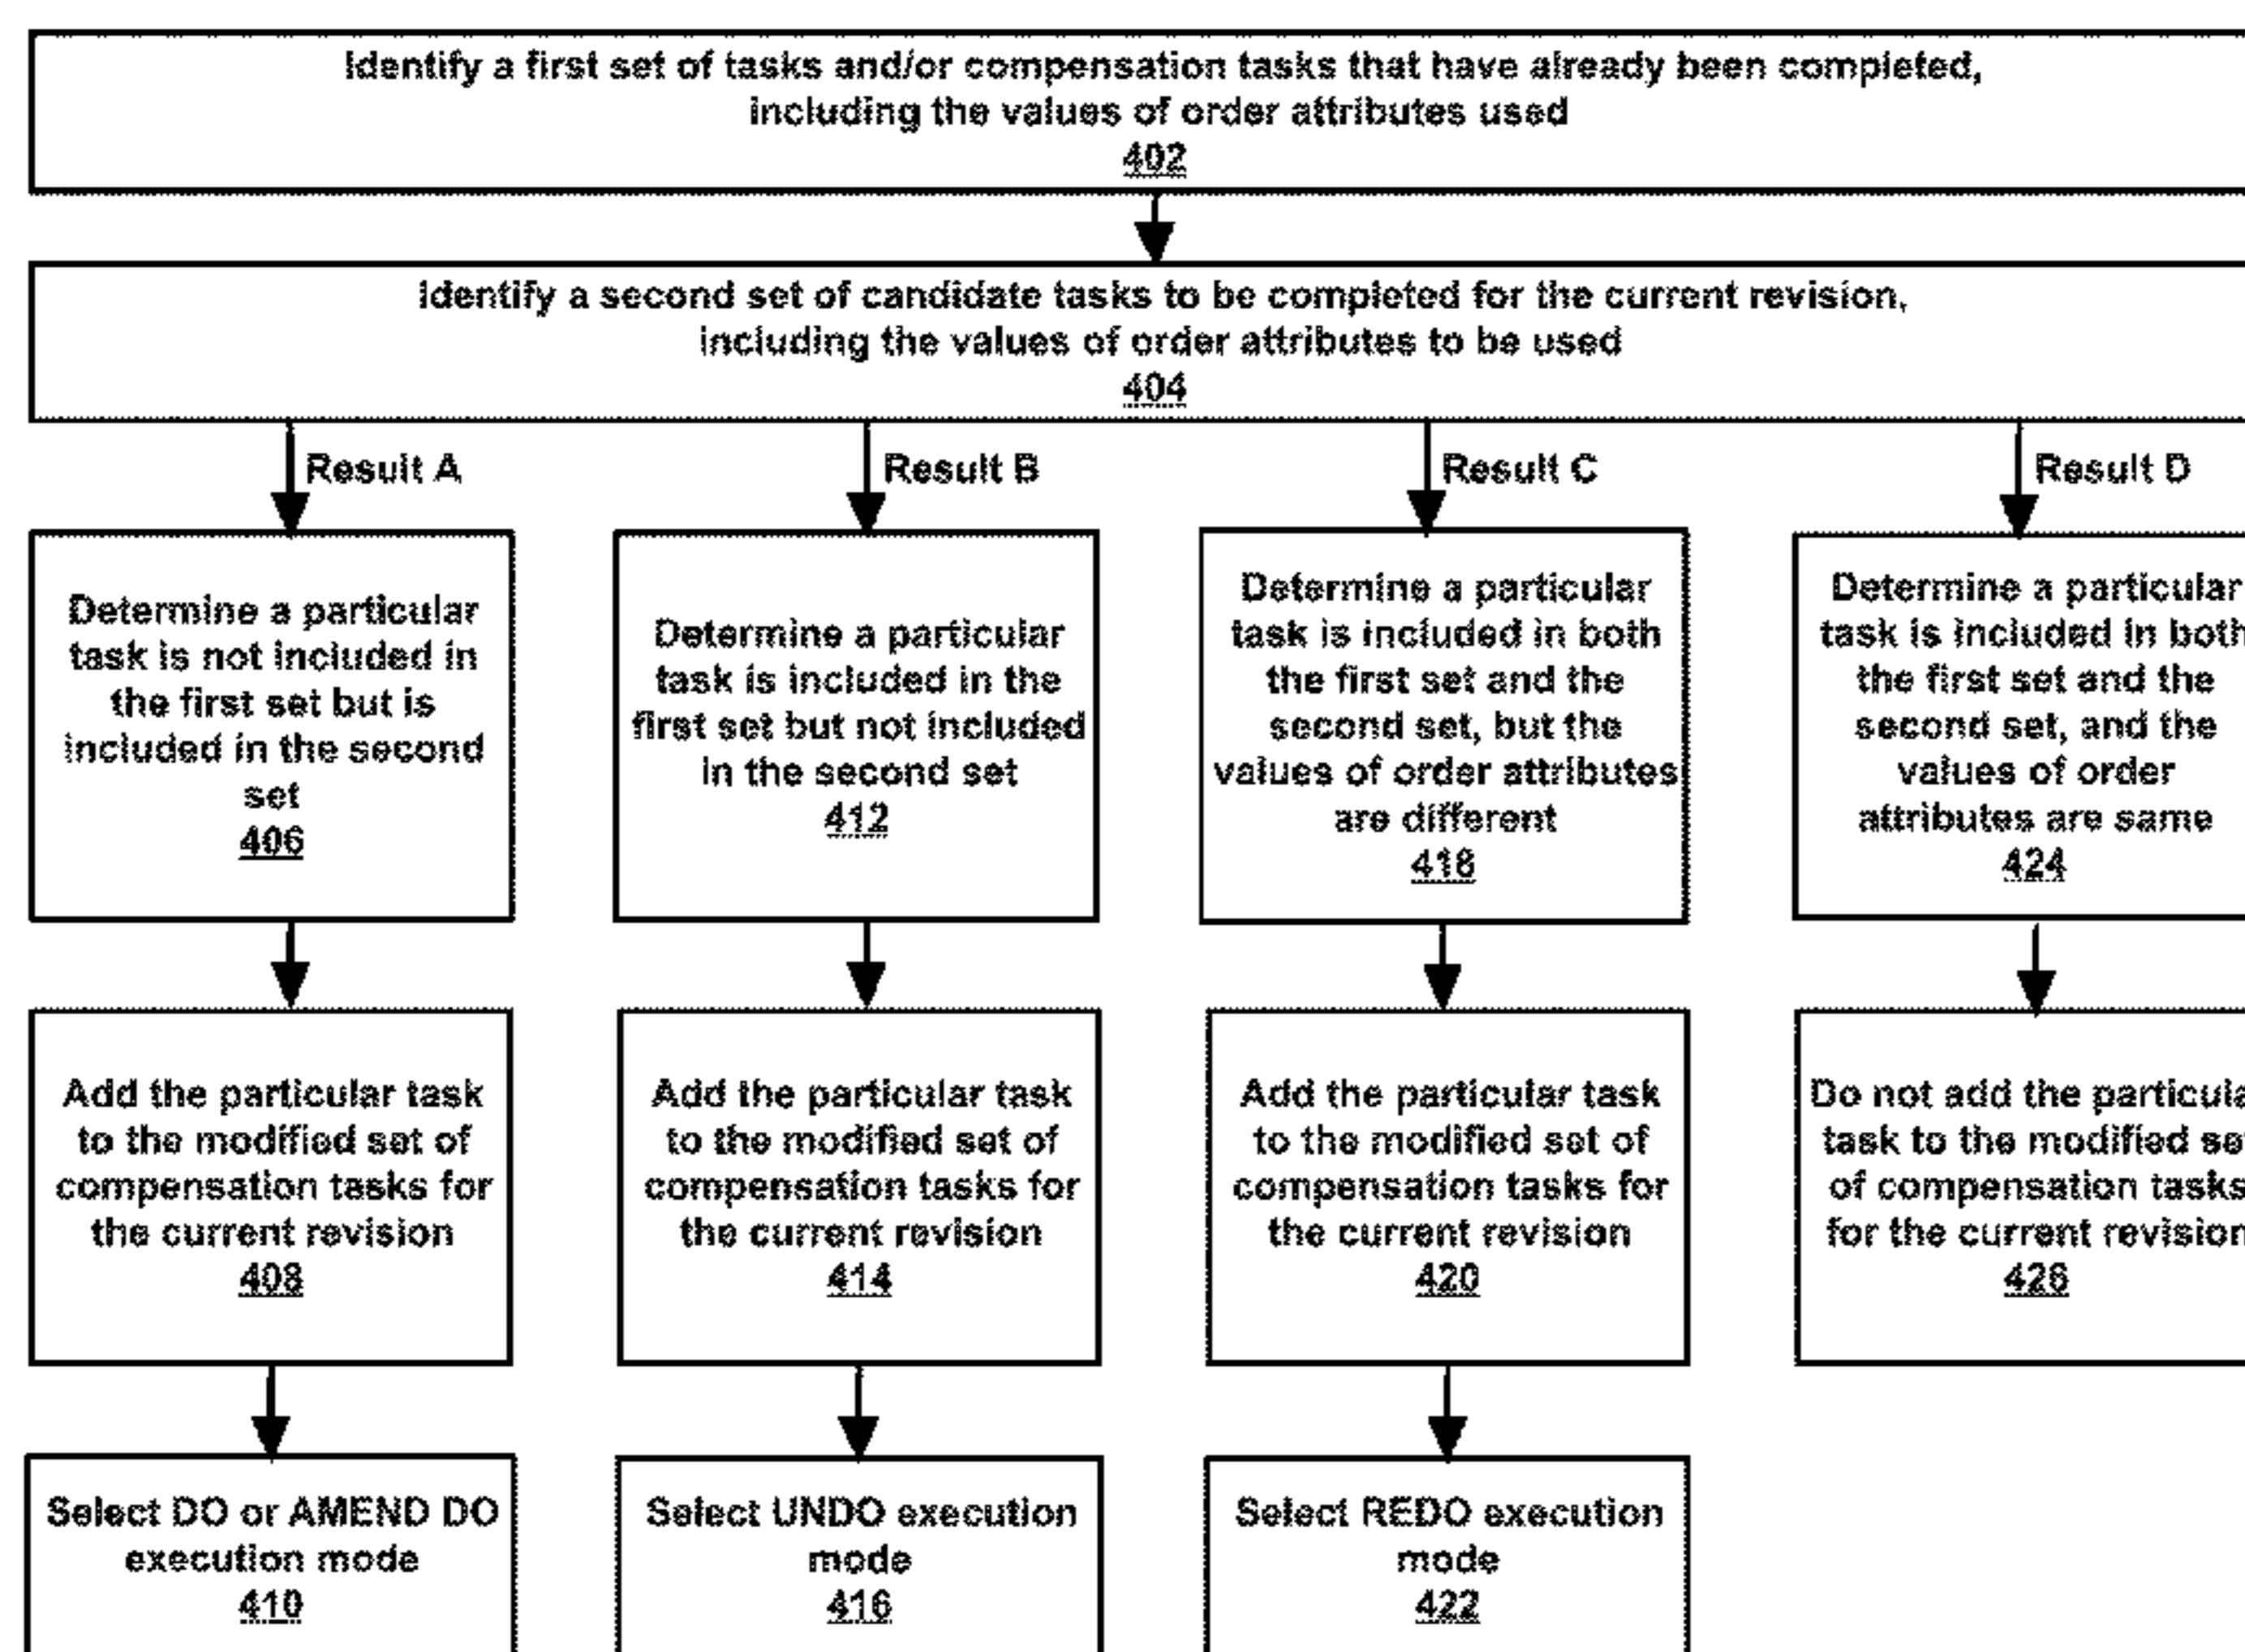 Identify a first set of tasks and/or compensation tasks that have already been completed,
including the values of order attributes used
402
Identify a second set of candidate tasks to be completed for the current revision,
including the values of order attributes to be used
404
Result A
Result B
Result C
Result D
Determine a particular
task is not included in
the first set but is
included in the second
set
406
Determine a particular
task is included in the
first set but not included
in the second set
412
Determine a particular
task is included in both
the first set and the
second set, but the
values of order attributes
are different
418
Determine a particular
task is included in both
the first set and the
second set, and the
values of order
attributes are same
424
Add the particular task
to the modified set of
compensation tasks for
the current revision
408
Add the particular task
to the modified set of
compensation tasks for
the current revision
414
Add the particular task
to the modified set of
compensation tasks for
the current revision
420
Do not add the particula
task to the modified set
of compensation tasks
for the current revision
426
Select DO or AMEND DO
execution mode
410
Select UNDO execution
mode
416
Select REDO execution
mode
422